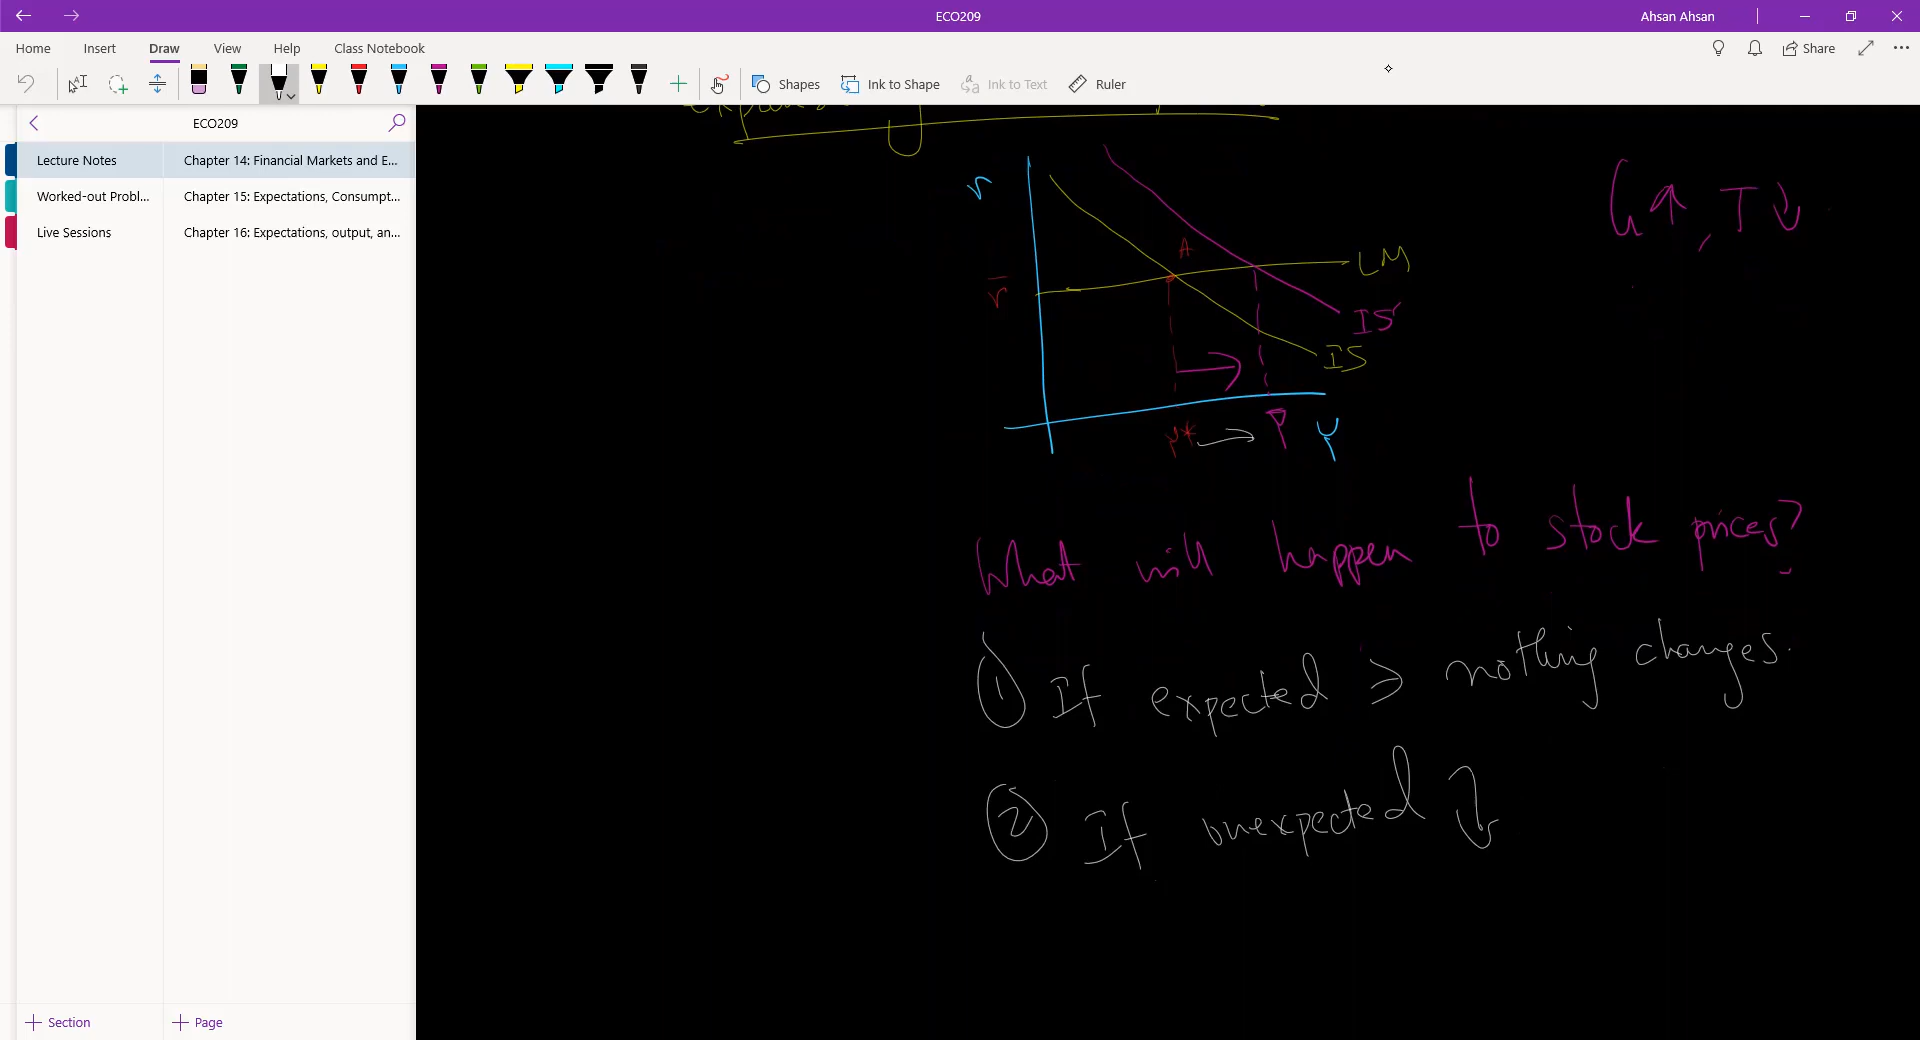 ECO209
Ahsan Ahsan
Home Insert Draw View Help Class Notebook
Share
Shapes Ink to Shape Ink to Text Ruler
ECO209
Lecture Notes
Worked-out Probl...
Live Sessions
Chapter 14: Financial Markets and E...
Chapter 15: Expectations, Consumpt...
Chapter 16: Expectations, output, an...
+ Section
+ Page
r
G↑, T↓
A
LM
r̄
IS'
IS
Y* → Y
Y
What will happen to stock prices?
① If expected ⇒ nothing changes.
② If unexpected